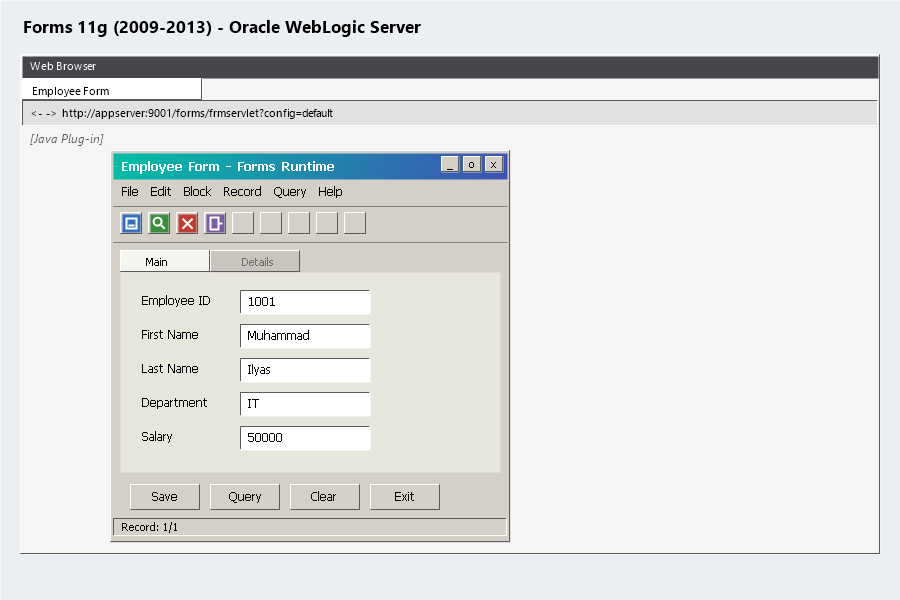 Forms 11g (2009-2013) - Oracle WebLogic Server
Web Browser
Employee Form
<- -> http://appserver:9001/forms/frmservlet?config=default
[Java Plug-in]
Employee Form - Forms Runtime _ o x
File Edit Block Record Query Help
Main Details
Employee ID 1001
First Name Muhammad
Last Name Ilyas
Department IT
Salary 50000
Save Query Clear Exit
Record: 1/1